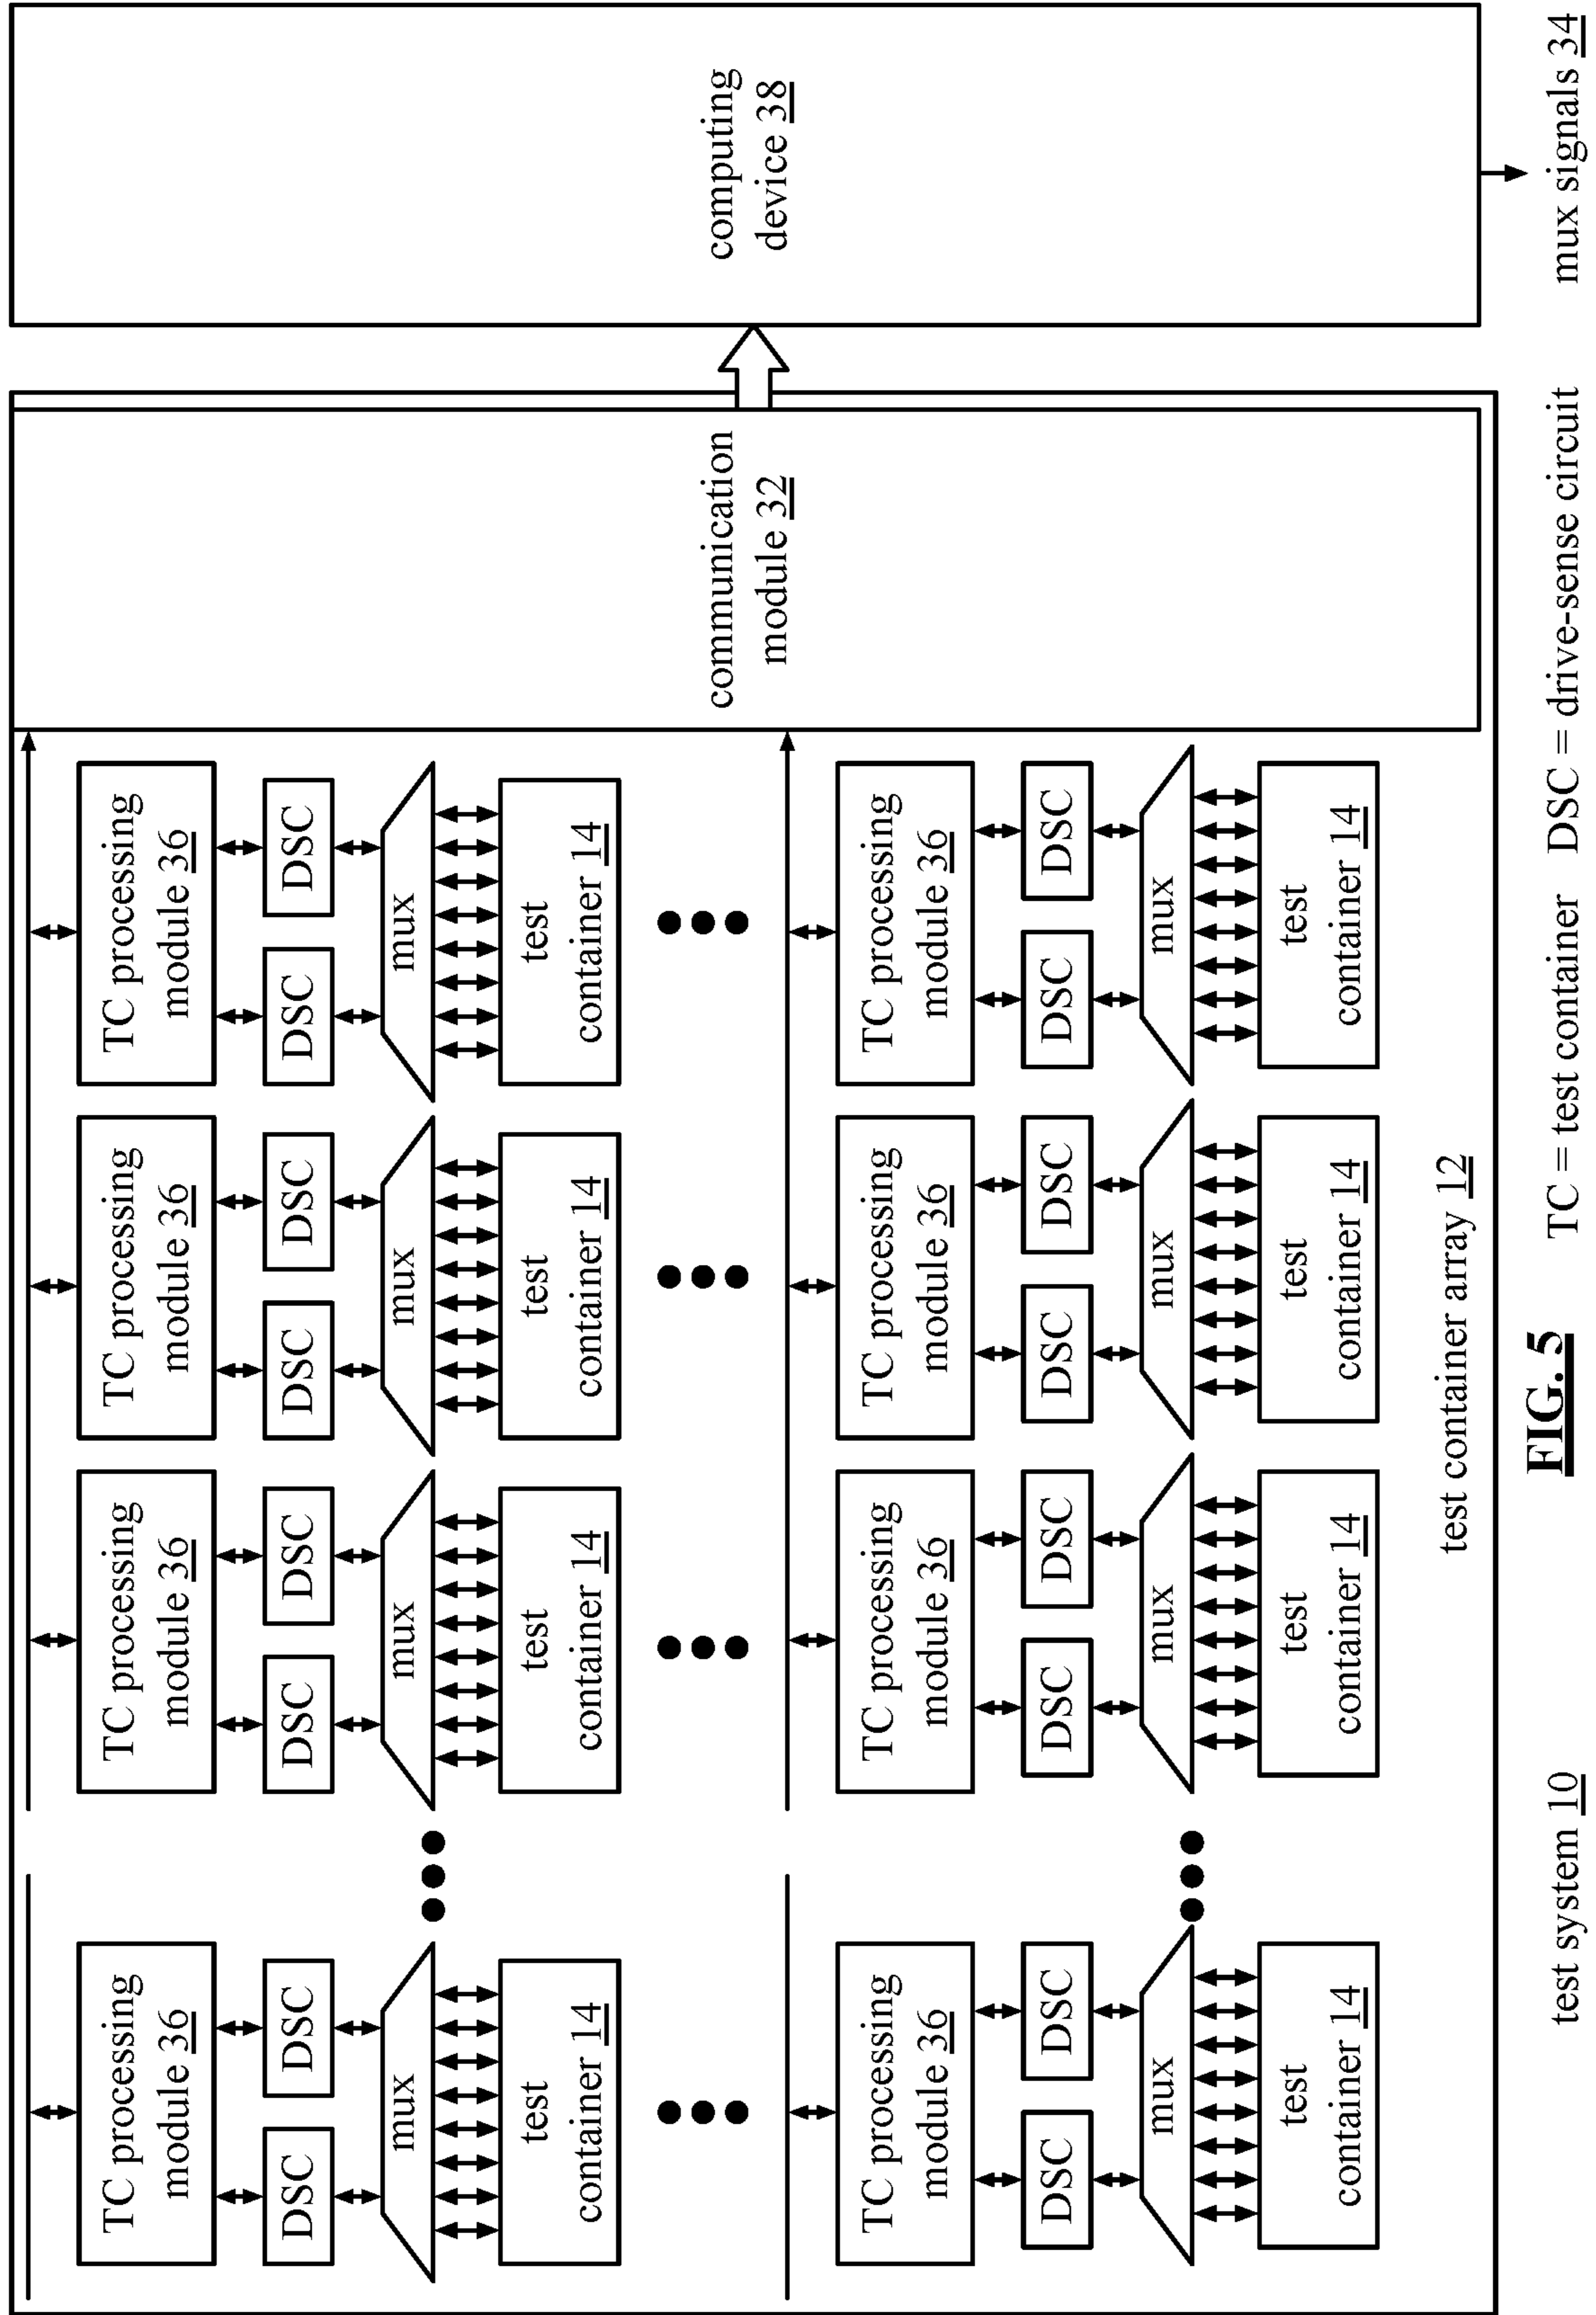 TC processing
module 36
TC processing
module 36
TC processing
module 36
TC processing
module 36
DSC
DSC
DSC
DSC
DSC
DSC
DSC
DSC
mux
mux
mux
mux
test
container 14
test
container 14
test
container 14
test
container 14
communication
module 32
computing
device 38
TC processing
module 36
TC processing
module 36
TC processing
module 36
TC processing
module 36
DSC
DSC
DSC
DSC
DSC
DSC
DSC
DSC
mux
mux
mux
mux
test
container 14
test
container 14
test
container 14
test
container 14
test container array 12
test system 10
FIG. 5
TC = test container DSC = drive-sense circuit
mux signals 34